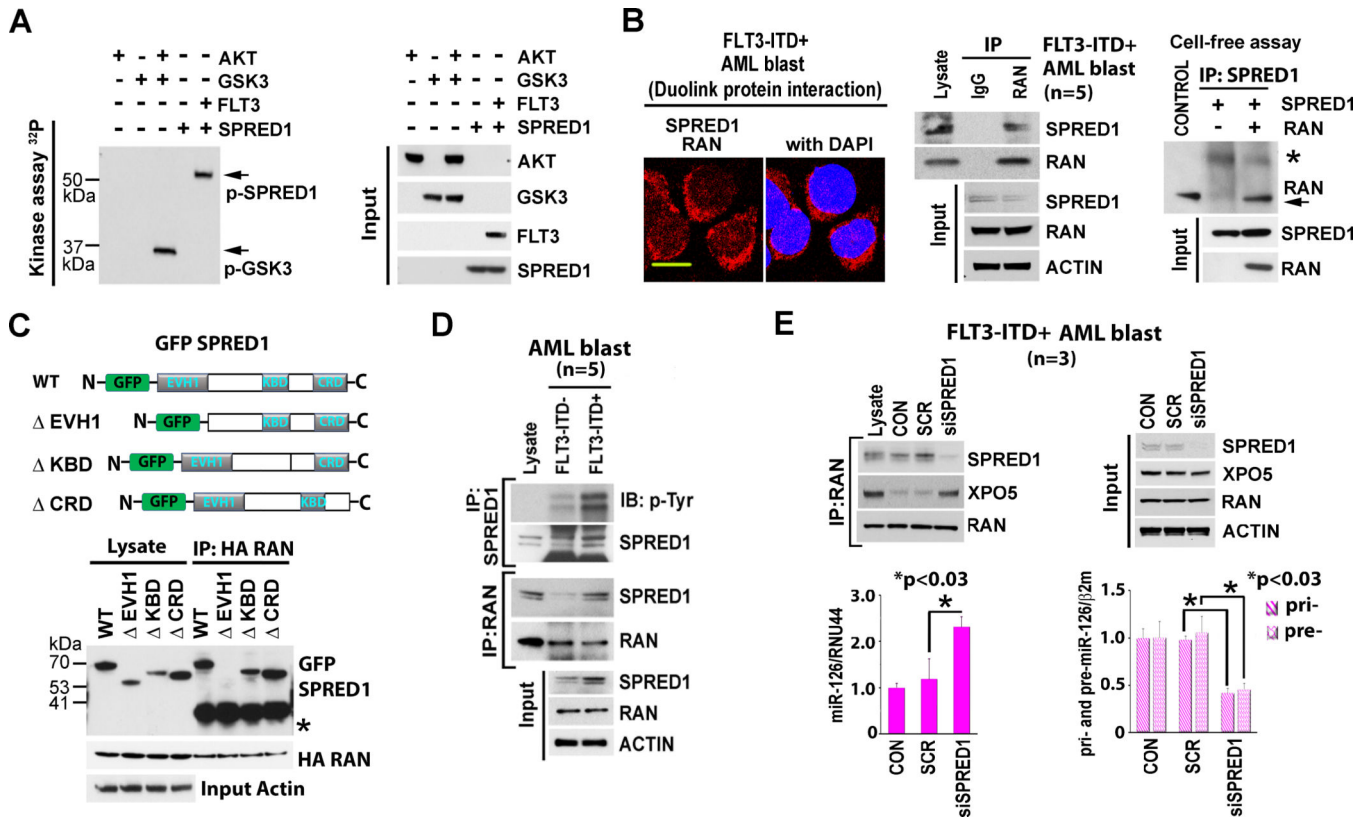 A
+ - + - - AKT
- + + - - GSK3
- - - - + FLT3
- - - + + SPRED1
Kinase assay 32P
50
kDa
p-SPRED1
37
kDa
p-GSK3
+ - + - - AKT
- + + - - GSK3
- - - - + FLT3
- - - + + SPRED1
Input
AKT
GSK3
FLT3
SPRED1
B
FLT3-ITD+
AML blast
(Duolink protein interaction)
SPRED1
RAN
with DAPI
IP
Lysate
IgG
RAN
FLT3-ITD+
AML blast
(n=5)
SPRED1
RAN
Input
SPRED1
RAN
ACTIN
Cell-free assay
CONTROL
IP: SPRED1
+ + SPRED1
- + RAN
*
RAN
Input
SPRED1
RAN
C
GFP SPRED1
WT N GFP EVH1 KBD CRD C
Δ EVH1 N GFP KBD CRD C
Δ KBD N GFP EVH1 CRD C
Δ CRD N GFP EVH1 KBD C
Lysate IP: HA RAN
WT Δ EVH1 Δ KBD Δ CRD WT Δ EVH1 Δ KBD Δ CRD
kDa
70
53
41
GFP
SPRED1
*
HA RAN
Input Actin
D
AML blast
(n=5)
Lysate
FLT3-ITD-
FLT3-ITD+
IP:
SPRED1
IB: p-Tyr
SPRED1
IP:RAN
SPRED1
RAN
Input
SPRED1
RAN
ACTIN
E
FLT3-ITD+ AML blast
(n=3)
Lysate
CON
SCR
siSPRED1
IP:RAN
SPRED1
XPO5
RAN
CON
SCR
siSPRED1
Input
SPRED1
XPO5
RAN
ACTIN
*p<0.03
miR-126/RNU44
3.0
2.0
1.0
0
*
CON
SCR
siSPRED1
*p<0.03
pri-
pre-
pri- and pre-miR-126/β2m
1.5
1.0
0.5
0
* *
CON
SCR
siSPRED1